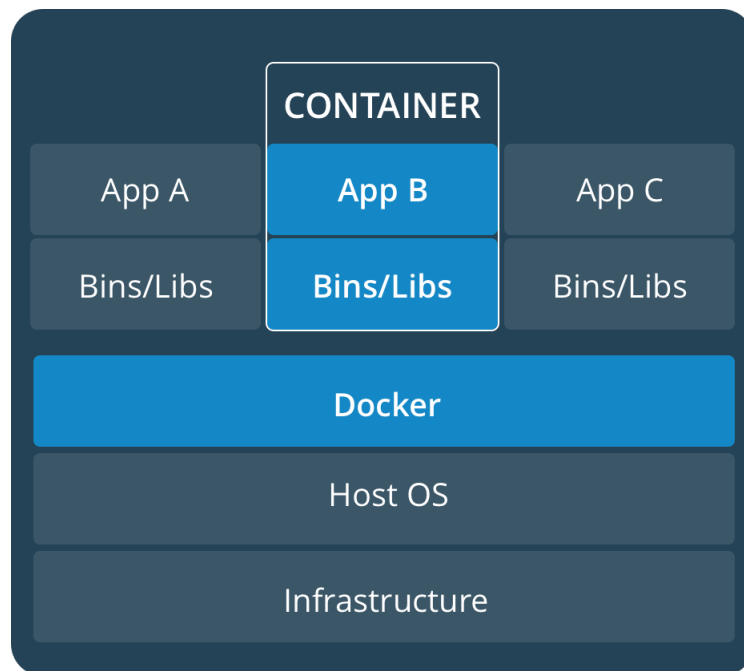 CONTAINER
App A
App B
App C
Bins/Libs
Bins/Libs
Bins/Libs
Docker
Host OS
Infrastructure